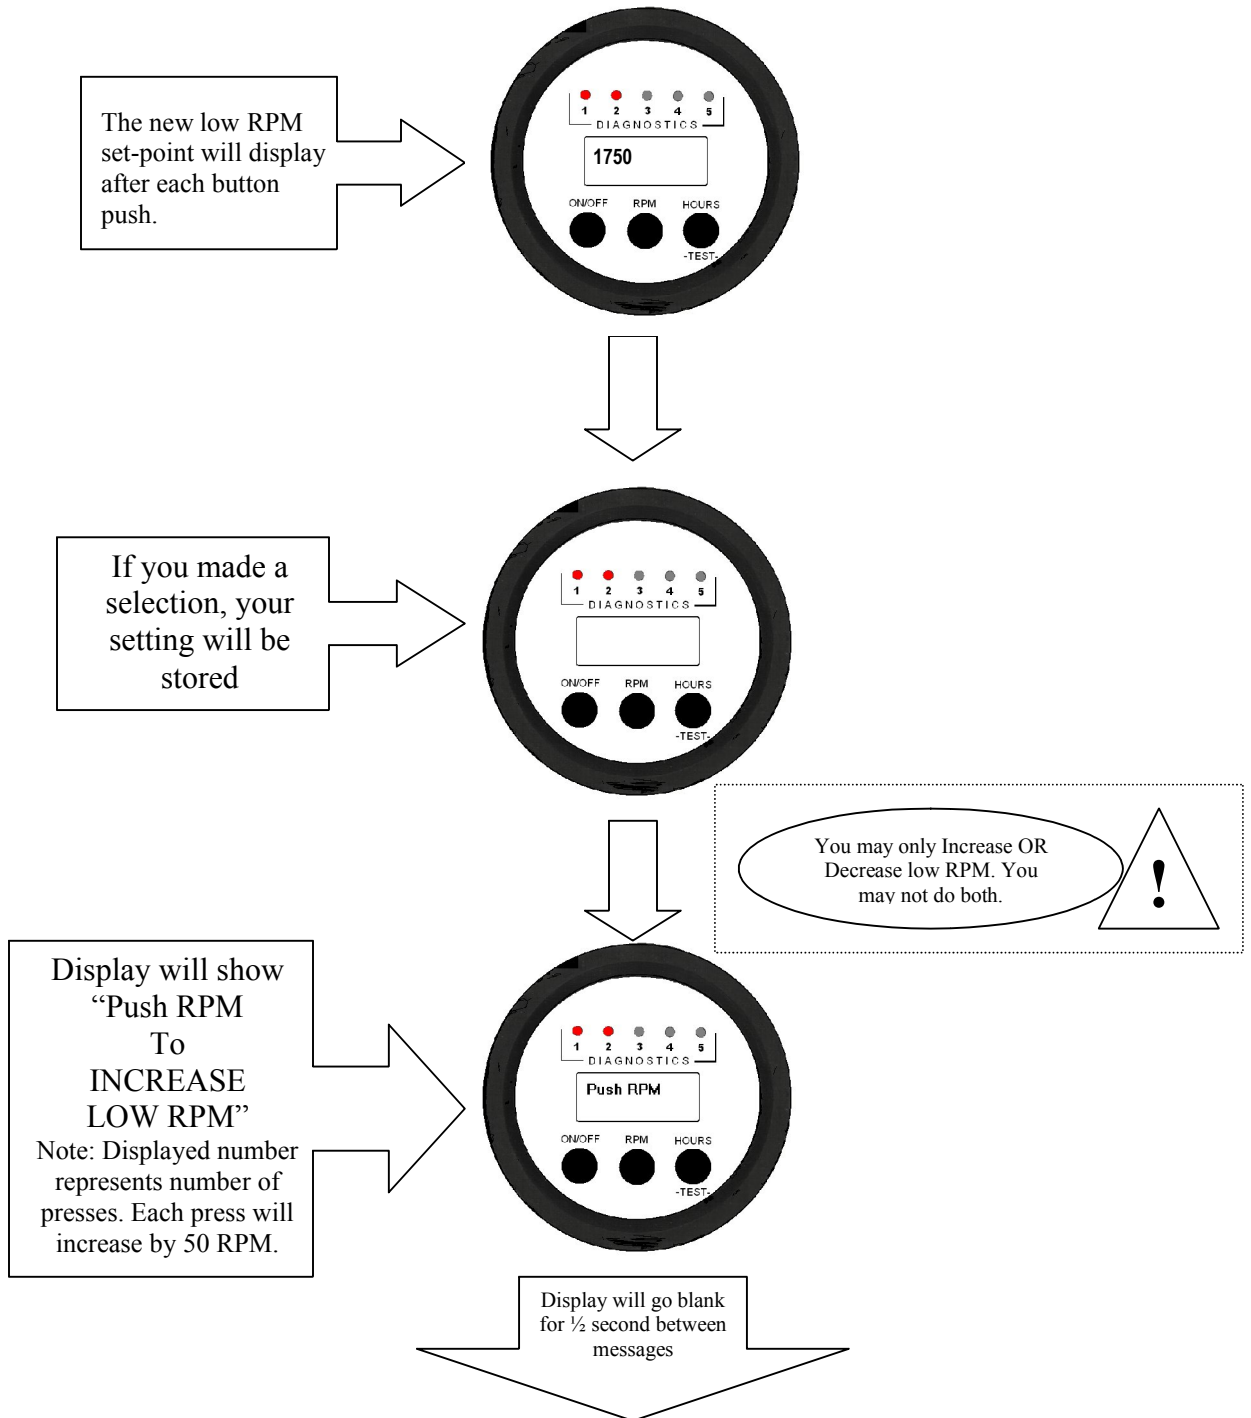 The new low RPM
set-point will display
after each button
push.
1 2 3 4 5
DIAGNOSTICS
1750
ON/OFF RPM HOURS
-TEST-
If you made a
selection, your
setting will be
stored
1 2 3 4 5
DIAGNOSTICS
ON/OFF RPM HOURS
-TEST-
You may only Increase OR
Decrease low RPM. You
may not do both.
!
Display will show
“Push RPM
To
INCREASE
LOW RPM”
Note: Displayed number
represents number of
presses. Each press will
increase by 50 RPM.
1 2 3 4 5
DIAGNOSTICS
Push RPM
ON/OFF RPM HOURS
-TEST-
Display will go blank
for ½ second between
messages